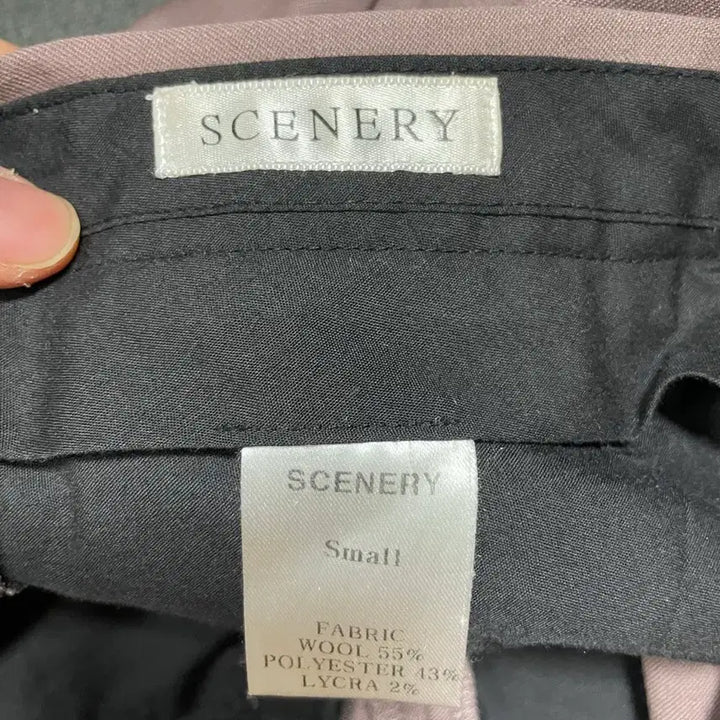 SCENERY
SCENERY
Small
FABRIC
WOOL 55%
POLYESTER 43%
LYCRA 2%